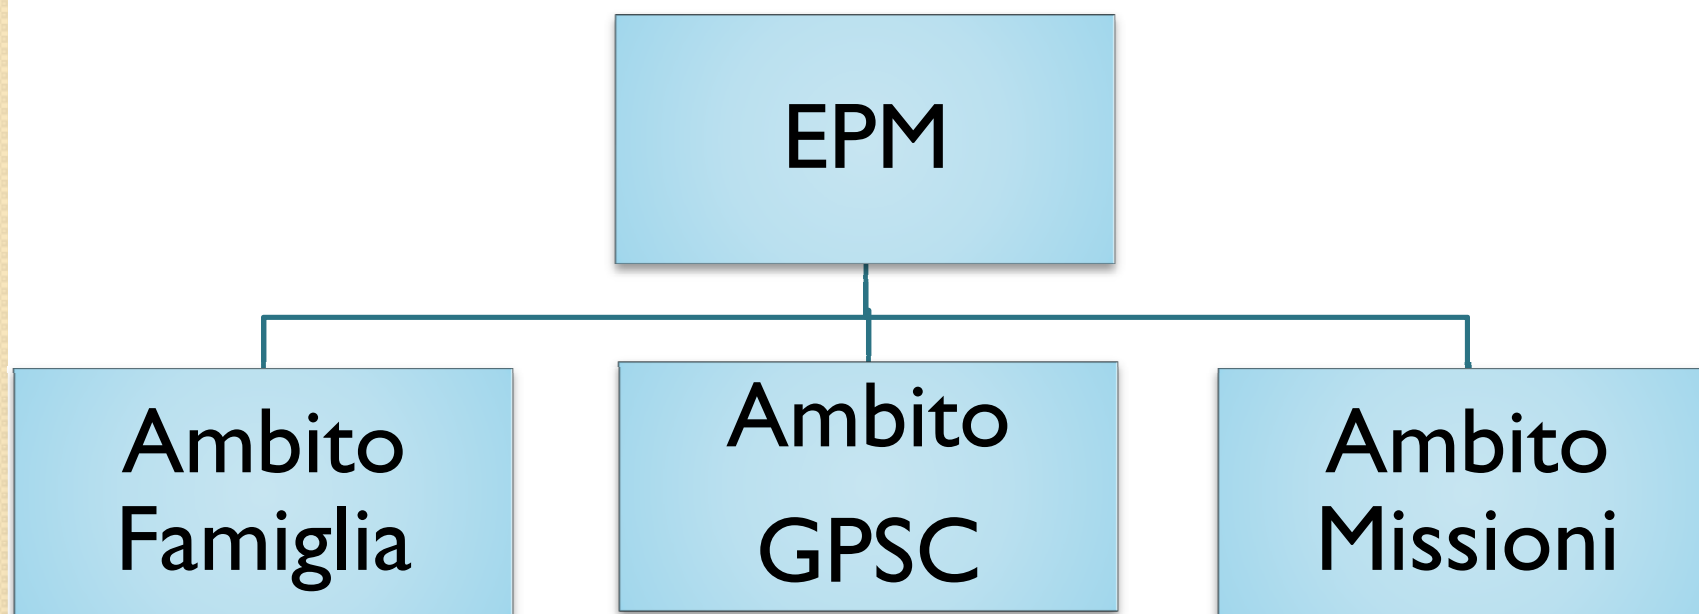 EPM
Ambito
Famiglia
Ambito
GPSC
Ambito
Missioni